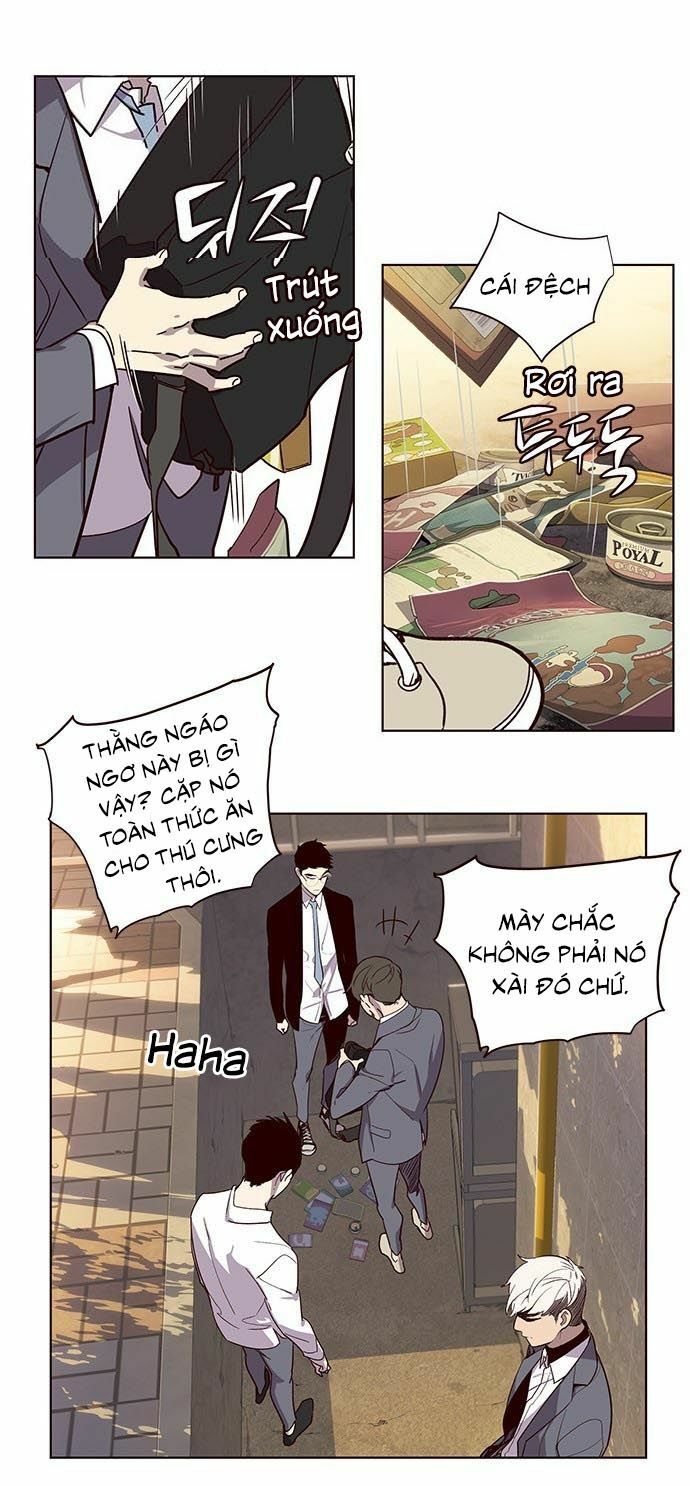 뒤적
Trút
xuống
CÁI ĐỆCH
Rơi ra
투두둑
PREMIUM
POYAL
THẰNG NGÁO
NGƠ NÀY BỊ GÌ
VẬY? CẶP NÓ
TOÀN THỨC ĂN
CHO THÚ CƯNG
THÔI.
MÀY CHẮC
KHÔNG PHẢI NÓ
XÀI ĐÓ CHỨ.
Haha